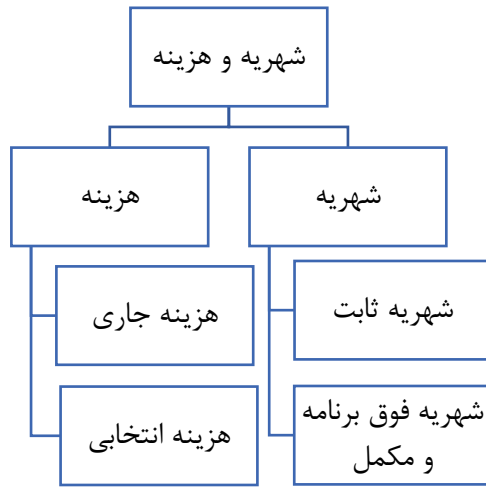 شهریه و هزینه
شهریه
هزینه
شهریه ثابت
هزینه جاری
شهریه فوق برنامه
و مکمل
هزینه انتخابی